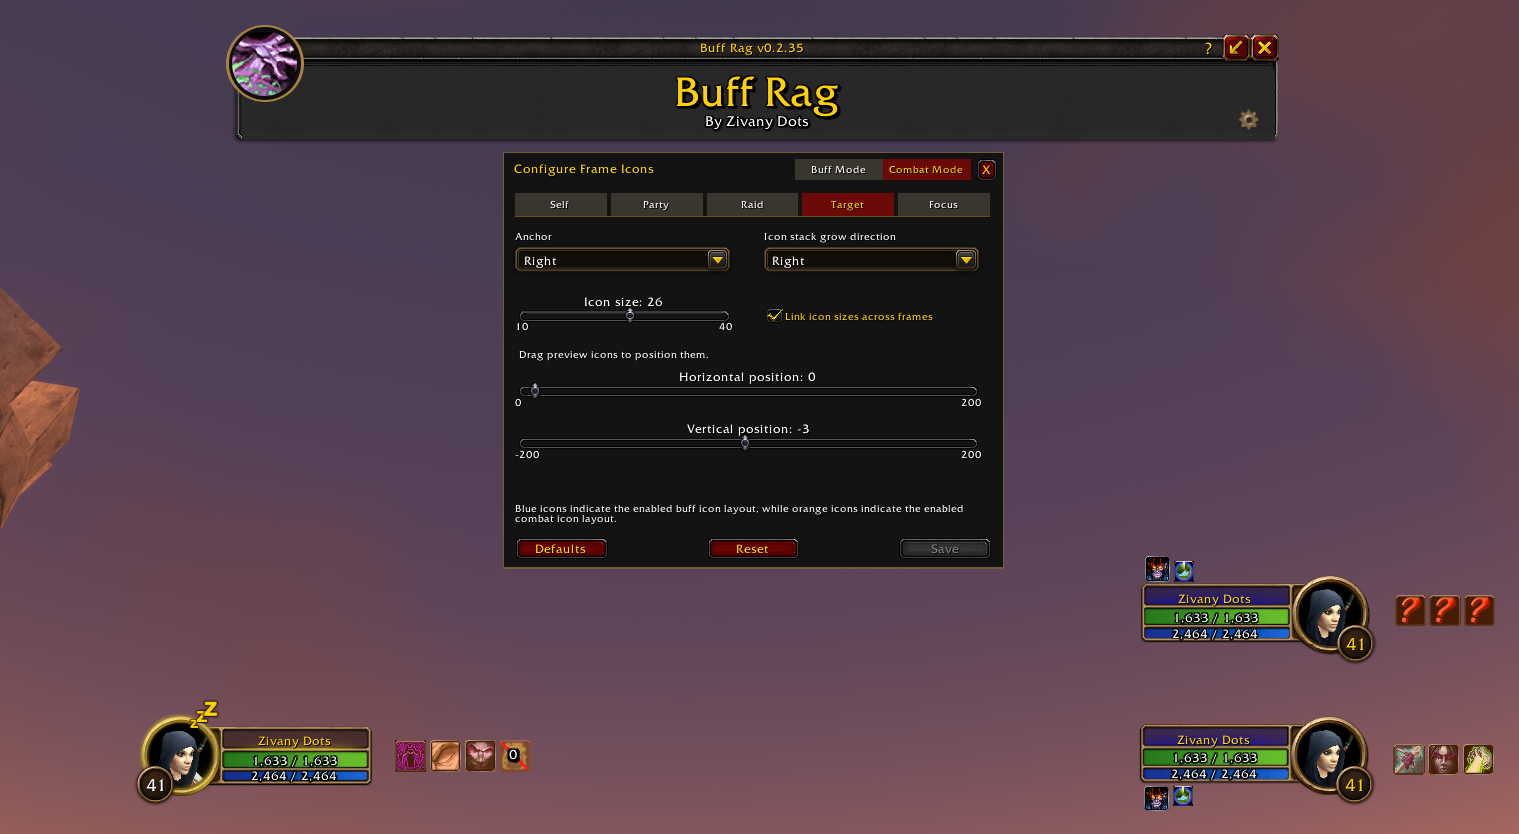 Buff Rag v0.2.35
?
Buff Rag
By Zivany Dots
Configure Frame Icons
Buff Mode
Combat Mode
X
Self
Party
Raid
Target
Focus
Anchor
Icon stack grow direction
Right
Right
Icon size: 26
10
40
Link icon sizes across frames
Drag preview icons to position them.
Horizontal position: 0
0
200
Vertical position: -3
-200
200
Blue icons indicate the enabled buff icon layout, while orange icons indicate the enabled
combat icon layout.
Defaults
Reset
Save
Zivany Dots
1,633 / 1,633
2,464 / 2,464
41
? ? ?
z z Z
Zivany Dots
1,633 / 1,633
2,464 / 2,464
41
0
Zivany Dots
1,633 / 1,633
2,464 / 2,464
41